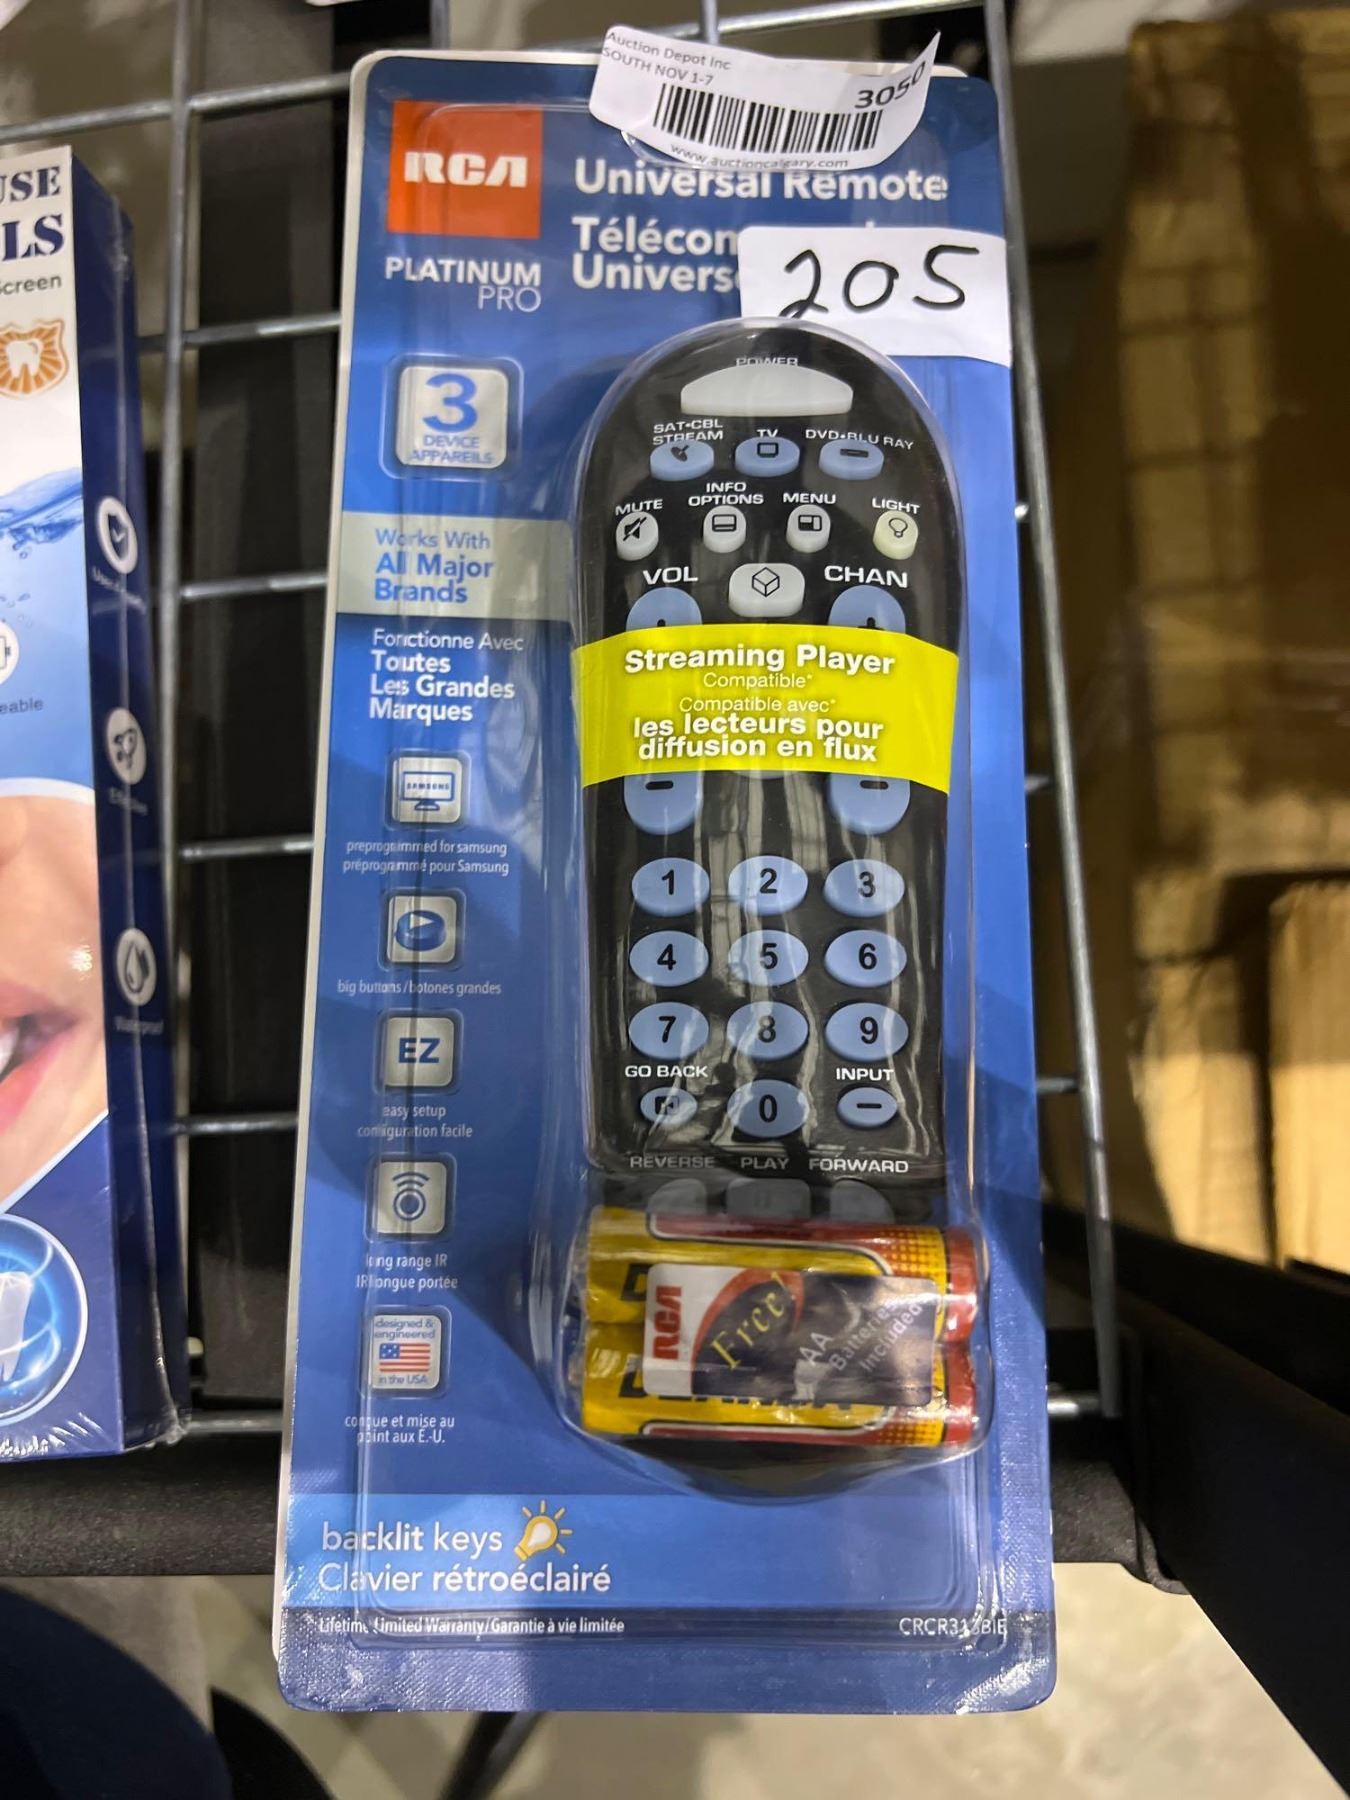 Auction Depot Inc
SOUTH NOV 1-7
3050
www.auctioncalgary.com
RCA
Universal Remote
PLATINUM
PRO
205
3
DEVICE
APPAREILS
Works With
All Major
Brands
Fonctionne Avec
Toutes
Les Grandes
Marques
SAMSUNG
preprogrammed for samsung
préprogrammé pour Samsung
big buttons/botones grandes
EZ
easy setup
configuration facile
long range IR
IR longue portée
designed &
engineered
in the USA
conçue et mise au
point aux É.-U.
POWER
SAT•CBL
STREAM
TV
DVD•BLU RAY
MUTE
INFO
OPTIONS
MENU
LIGHT
VOL
CHAN
+
Streaming Player
Compatible*
Compatible avec*
les lecteurs pour
diffusion en flux
- -
1 2 3
4 5 6
7 8 9
GO BACK
INPUT
0
REVERSE PLAY FORWARD
RCA
Free!
AA
Batteries
Included
backlit keys
Clavier rétroéclairé
Lifetime Limited Warranty/Garantie à vie limitée
USE
LS
Screen
eable
Waterproof